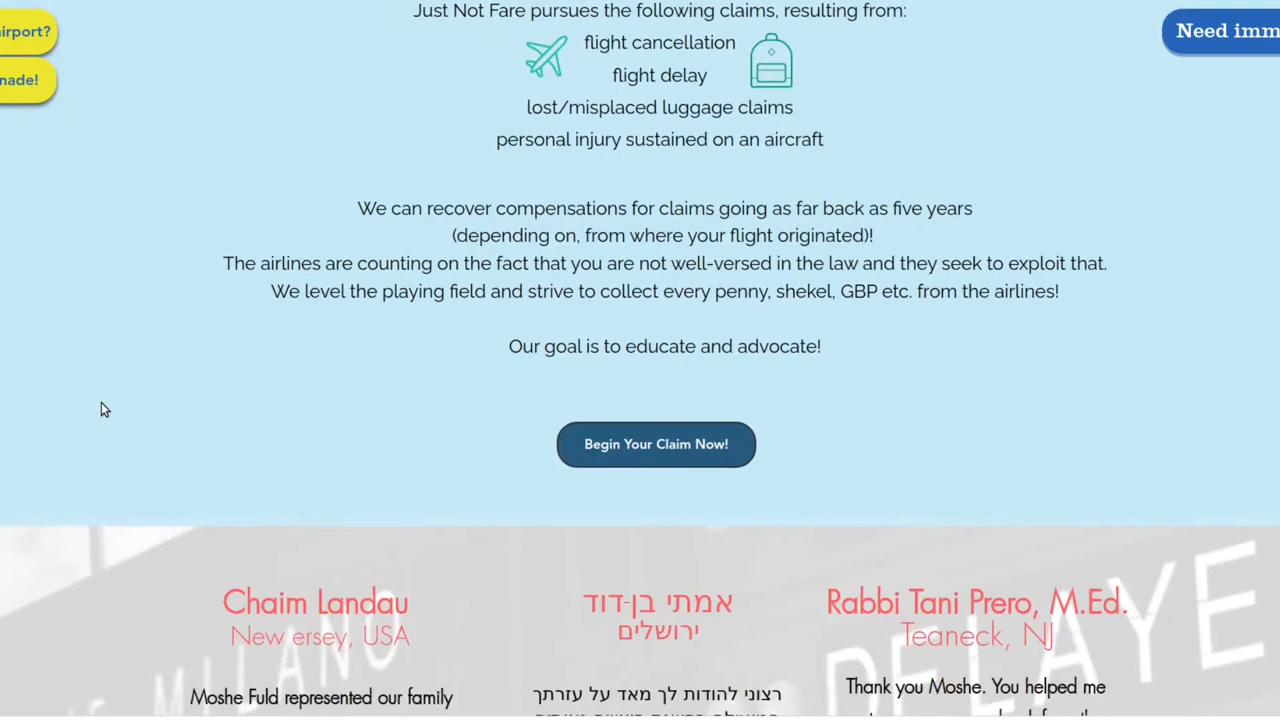 airport?
nade!
Need imm
Just Not Fare pursues the following claims, resulting from:
flight cancellation
flight delay
lost/misplaced luggage claims
personal injury sustained on an aircraft
We can recover compensations for claims going as far back as five years
(depending on, from where your flight originated)!
The airlines are counting on the fact that you are not well-versed in the law and they seek to exploit that.
We level the playing field and strive to collect every penny, shekel, GBP etc. from the airlines!
Our goal is to educate and advocate!
Begin Your Claim Now!
MILANO
DELAYE
Chaim Landau
New ersey, USA
Moshe Fuld represented our family
אמתי בן-דוד
ירושלים
רצוני להודות לך מאד על עזרתך
Rabbi Tani Prero, M.Ed.
Teaneck, NJ
Thank you Moshe. You helped me